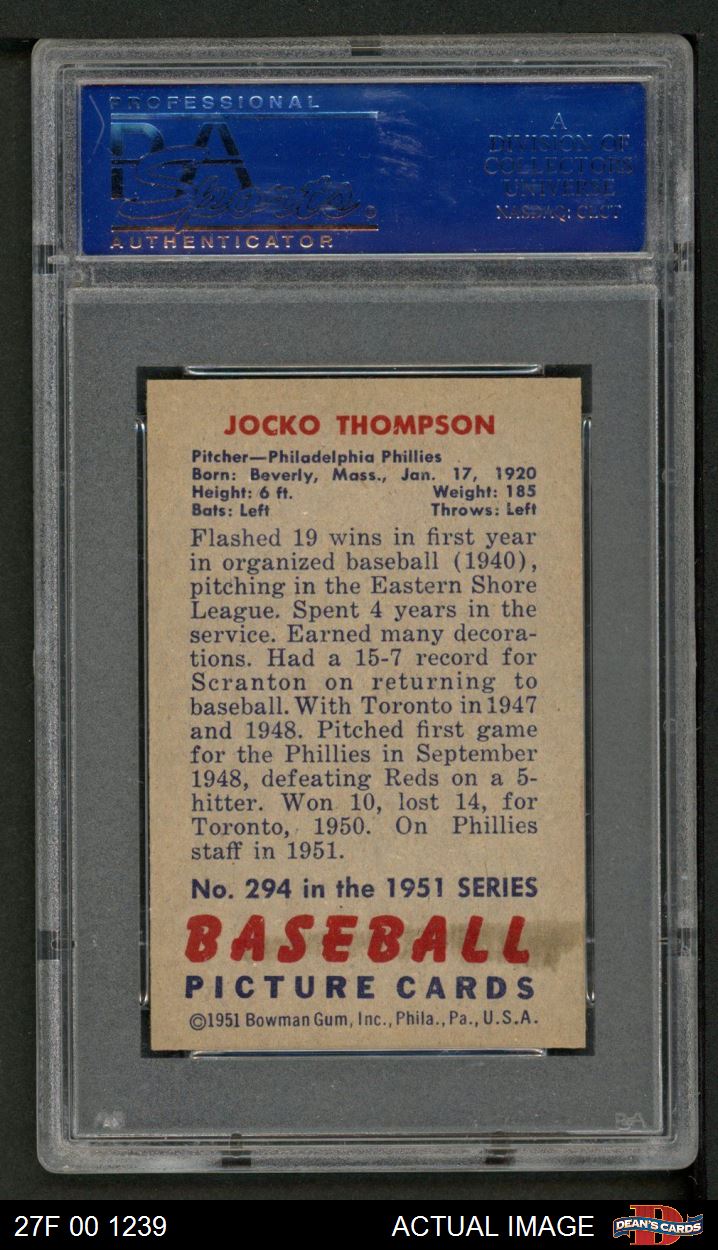 PROFESSIONAL
PSA
Sports
AUTHENTICATOR
A
DIVISION OF
COLLECTORS
UNIVERSE
NASDAQ: CLCT
JOCKO THOMPSON
Pitcher—Philadelphia Phillies
Born: Beverly, Mass., Jan. 17, 1920
Height: 6 ft. Weight: 185
Bats: Left Throws: Left
Flashed 19 wins in first year
in organized baseball (1940),
pitching in the Eastern Shore
League. Spent 4 years in the
service. Earned many decora-
tions. Had a 15-7 record for
Scranton on returning to
baseball. With Toronto in 1947
and 1948. Pitched first game
for the Phillies in September
1948, defeating Reds on a 5-
hitter. Won 10, lost 14, for
Toronto, 1950. On Phillies
staff in 1951.
No. 294 in the 1951 SERIES
BASEBALL
PICTURE CARDS
©1951 Bowman Gum, Inc., Phila., Pa., U.S.A.
PSA
27F 00 1239 ACTUAL IMAGE DEAN'S CARDS